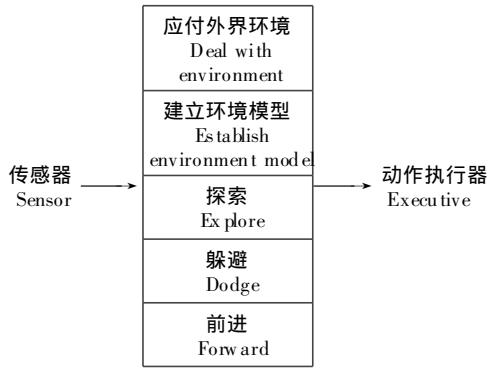 应付外界环境
Deal with
environment
建立环境模型
Establish
environment model
传感器
Sensor
探索
Explore
动作执行器
Executive
躲避
Dodge
前进
Forward